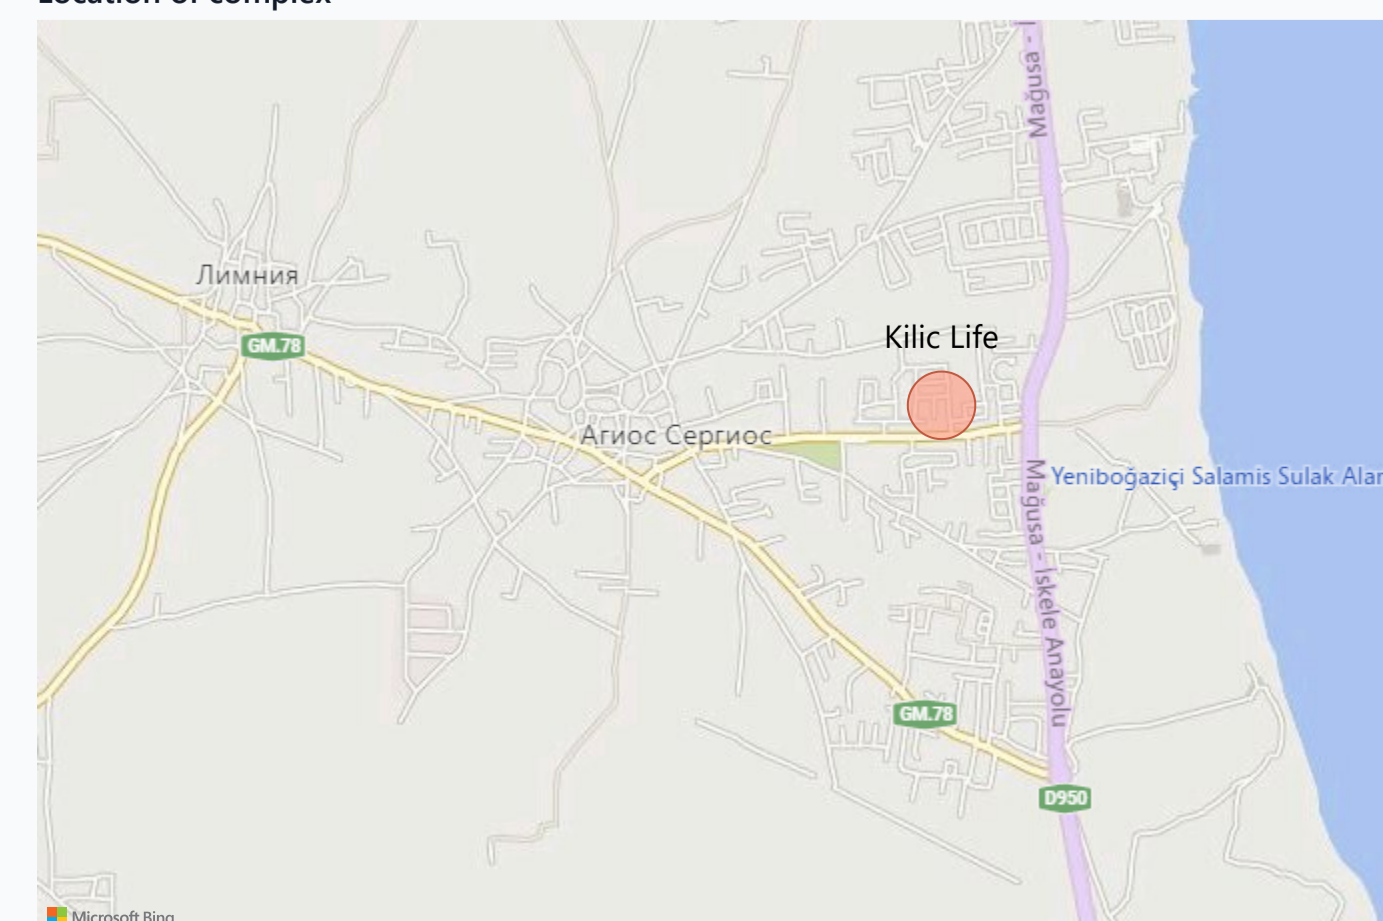 Location of complex
Mağusa - İ
Лимния
GM.78
Kilic Life
Агиос Сергиос
Yeniboğaziçi Salamis Sulak Alan
Mağusa - İskele Anayolu
GM.78
D950
Microsoft Bing